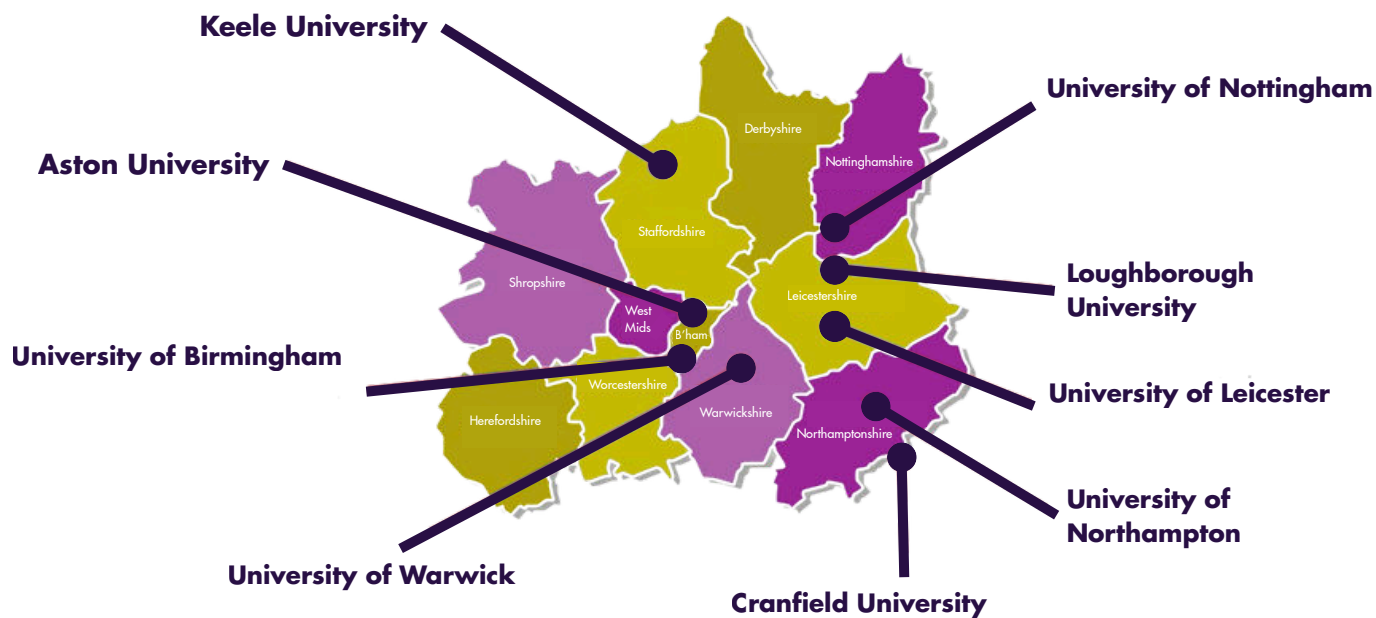 Keele University
University of Nottingham
Derbyshire
Nottinghamshire
Aston University
Staffordshire
Shropshire
Loughborough
University
Leicestershire
West
Mids
B'ham
University of Birmingham
Worcestershire
University of Leicester
Herefordshire
Warwickshire
Northamptonshire
University of
Northampton
University of Warwick
Cranfield University